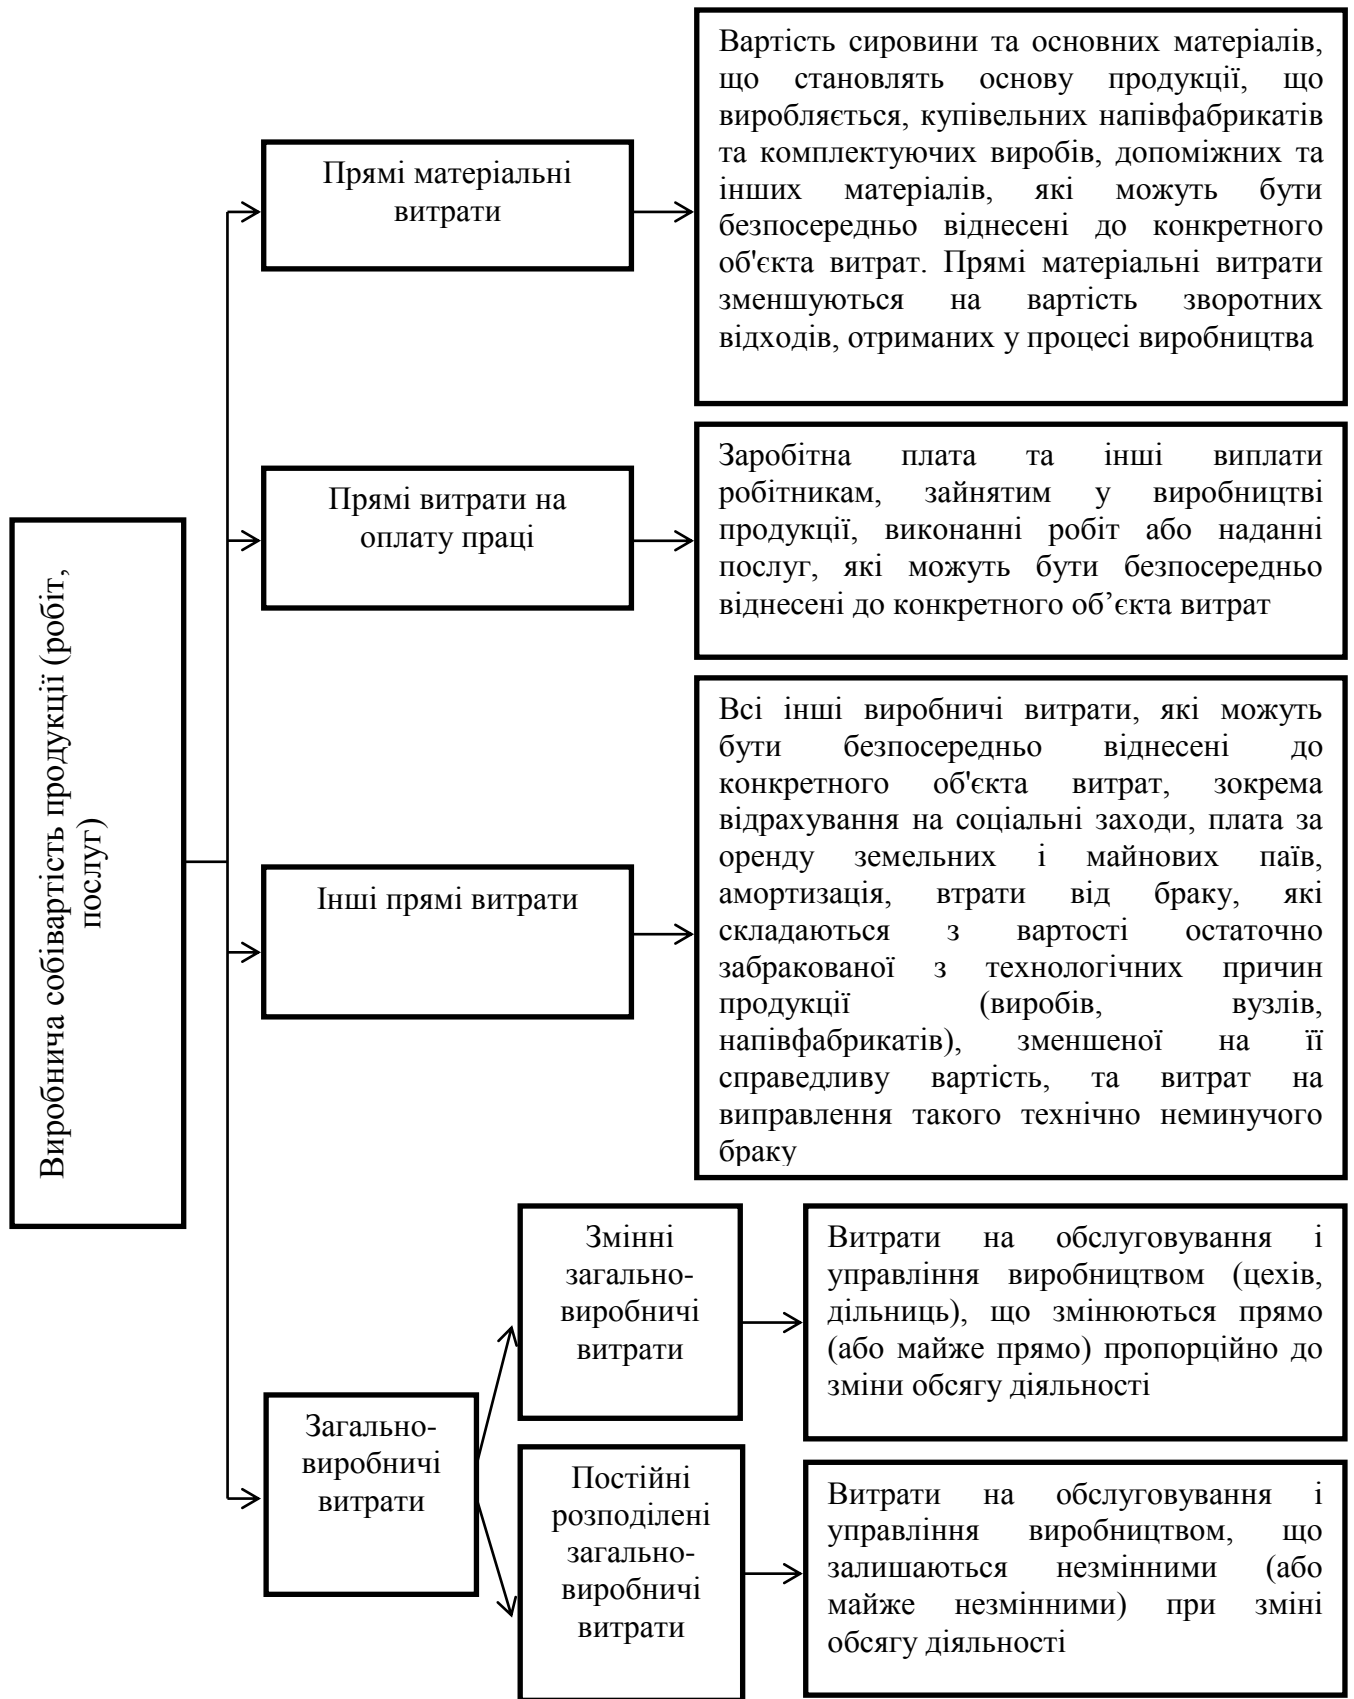 Виробнича собівартість продукції (робіт,
послуг)
Прямі матеріальні
витрати
Вартість сировини та основних матеріалів,
що становлять основу продукції, що
виробляється, купівельних напівфабрикатів
та комплектуючих виробів, допоміжних та
інших матеріалів, які можуть бути
безпосередньо віднесені до конкретного
об'єкта витрат. Прямі матеріальні витрати
зменшуються на вартість зворотних
відходів, отриманих у процесі виробництва
Прямі витрати на
оплату праці
Заробітна плата та інші виплати
робітникам, зайнятим у виробництві
продукції, виконанні робіт або наданні
послуг, які можуть бути безпосередньо
віднесені до конкретного об’єкта витрат
Інші прямі витрати
Всі інші виробничі витрати, які можуть
бути безпосередньо віднесені до
конкретного об'єкта витрат, зокрема
відрахування на соціальні заходи, плата за
оренду земельних і майнових паїв,
амортизація, втрати від браку, які
складаються з вартості остаточно
забракованої з технологічних причин
продукції (виробів, вузлів,
напівфабрикатів), зменшеної на її
справедливу вартість, та витрат на
виправлення такого технічно неминучого
браку
Загально-
виробничі
витрати
Змінні
загально-
виробничі
витрати
Витрати на обслуговування і
управління виробництвом (цехів,
дільниць), що змінюються прямо
(або майже прямо) пропорційно до
зміни обсягу діяльності
Постійні
розподілені
загально-
виробничі
витрати
Витрати на обслуговування і
управління виробництвом, що
залишаються незмінними (або
майже незмінними) при зміні
обсягу діяльності